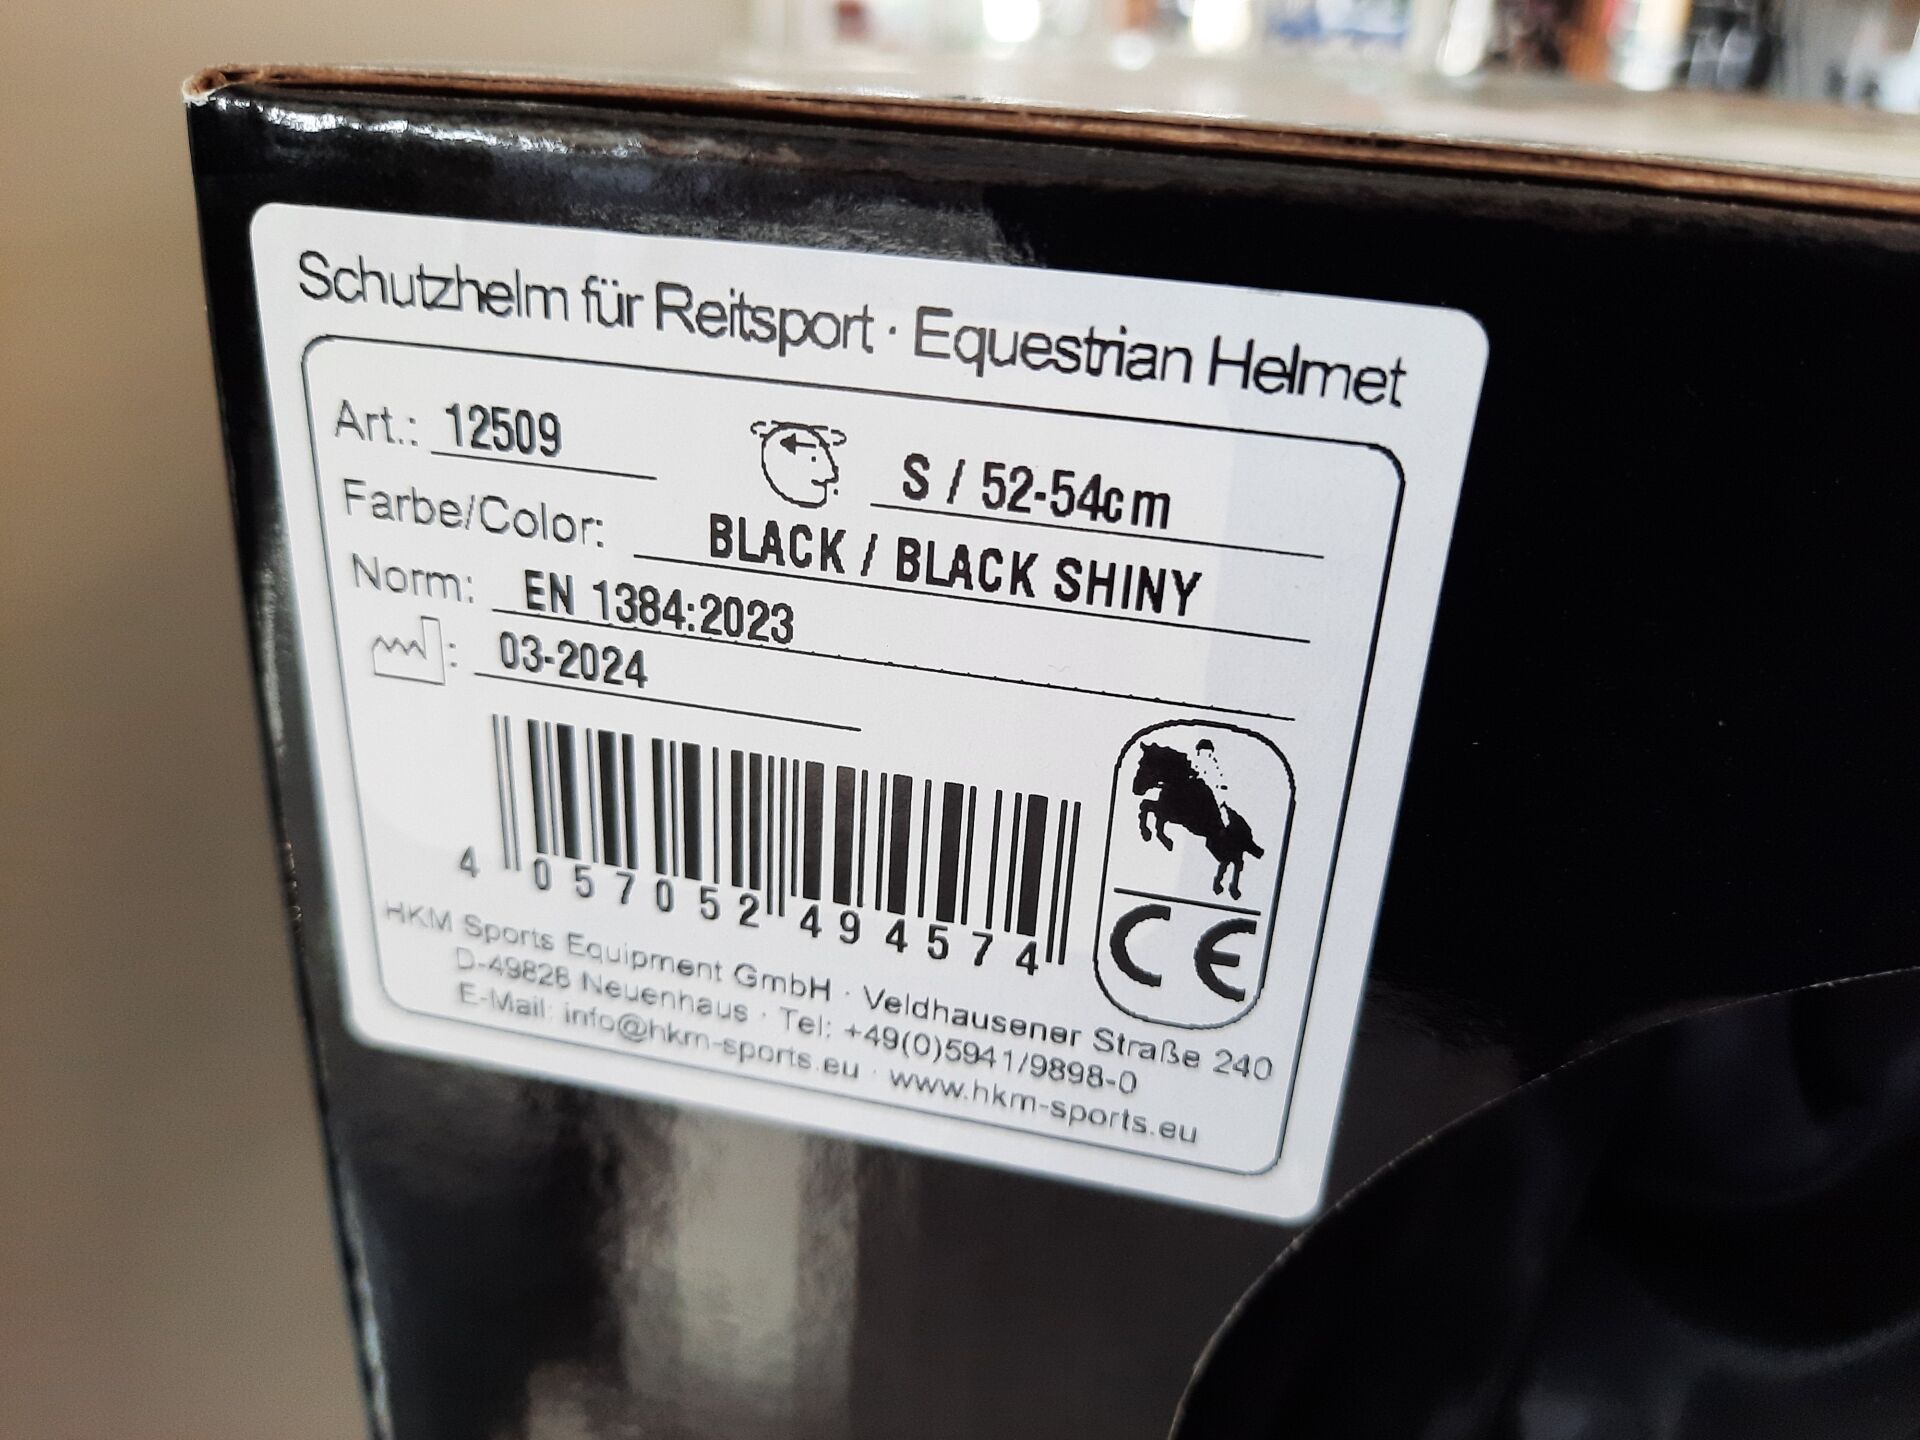 Schutzhelm für Reitsport · Equestrian Helmet
Art.: 12509 S / 52-54cm
Farbe/Color: BLACK / BLACK SHINY
Norm: EN 1384:2023
: 03-2024
4 057052 494574
CE
HKM Sports Equipment GmbH · Veldhausener Straße 240
D-49828 Neuenhaus · Tel: +49(0)5941/9898-0
E-Mail: info@hkm-sports.eu · www.hkm-sports.eu